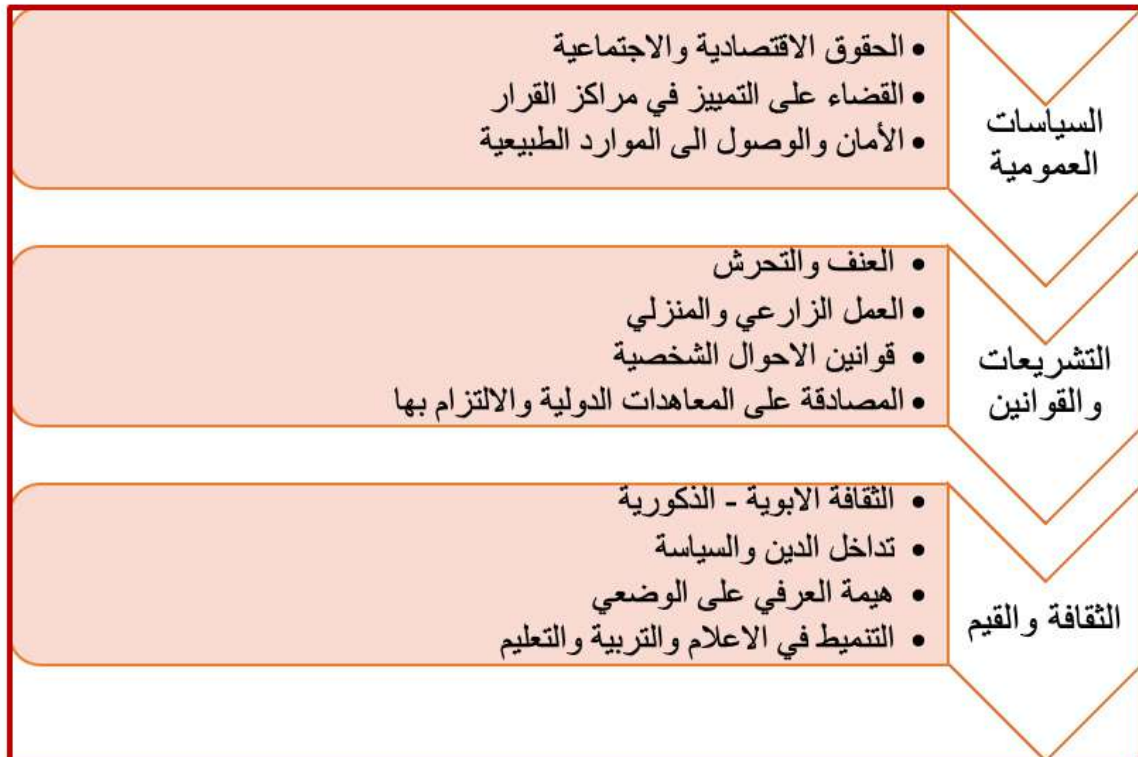 السياسات
العمومية
• الحقوق الاقتصادية والاجتماعية
• القضاء على التمييز في مراكز القرار
• الأمان والوصول الى الموارد الطبيعية
التشريعات
والقوانين
• العنف والتحرش
• العمل الزارعي والمنزلي
• قوانين الاحوال الشخصية
• المصادقة على المعاهدات الدولية والالتزام بها
الثقافة والقيم
• الثقافة الابوية - الذكورية
• تداخل الدين والسياسة
• هيمة العرفي على الوضعي
• التنميط في الاعلام والتربية والتعليم